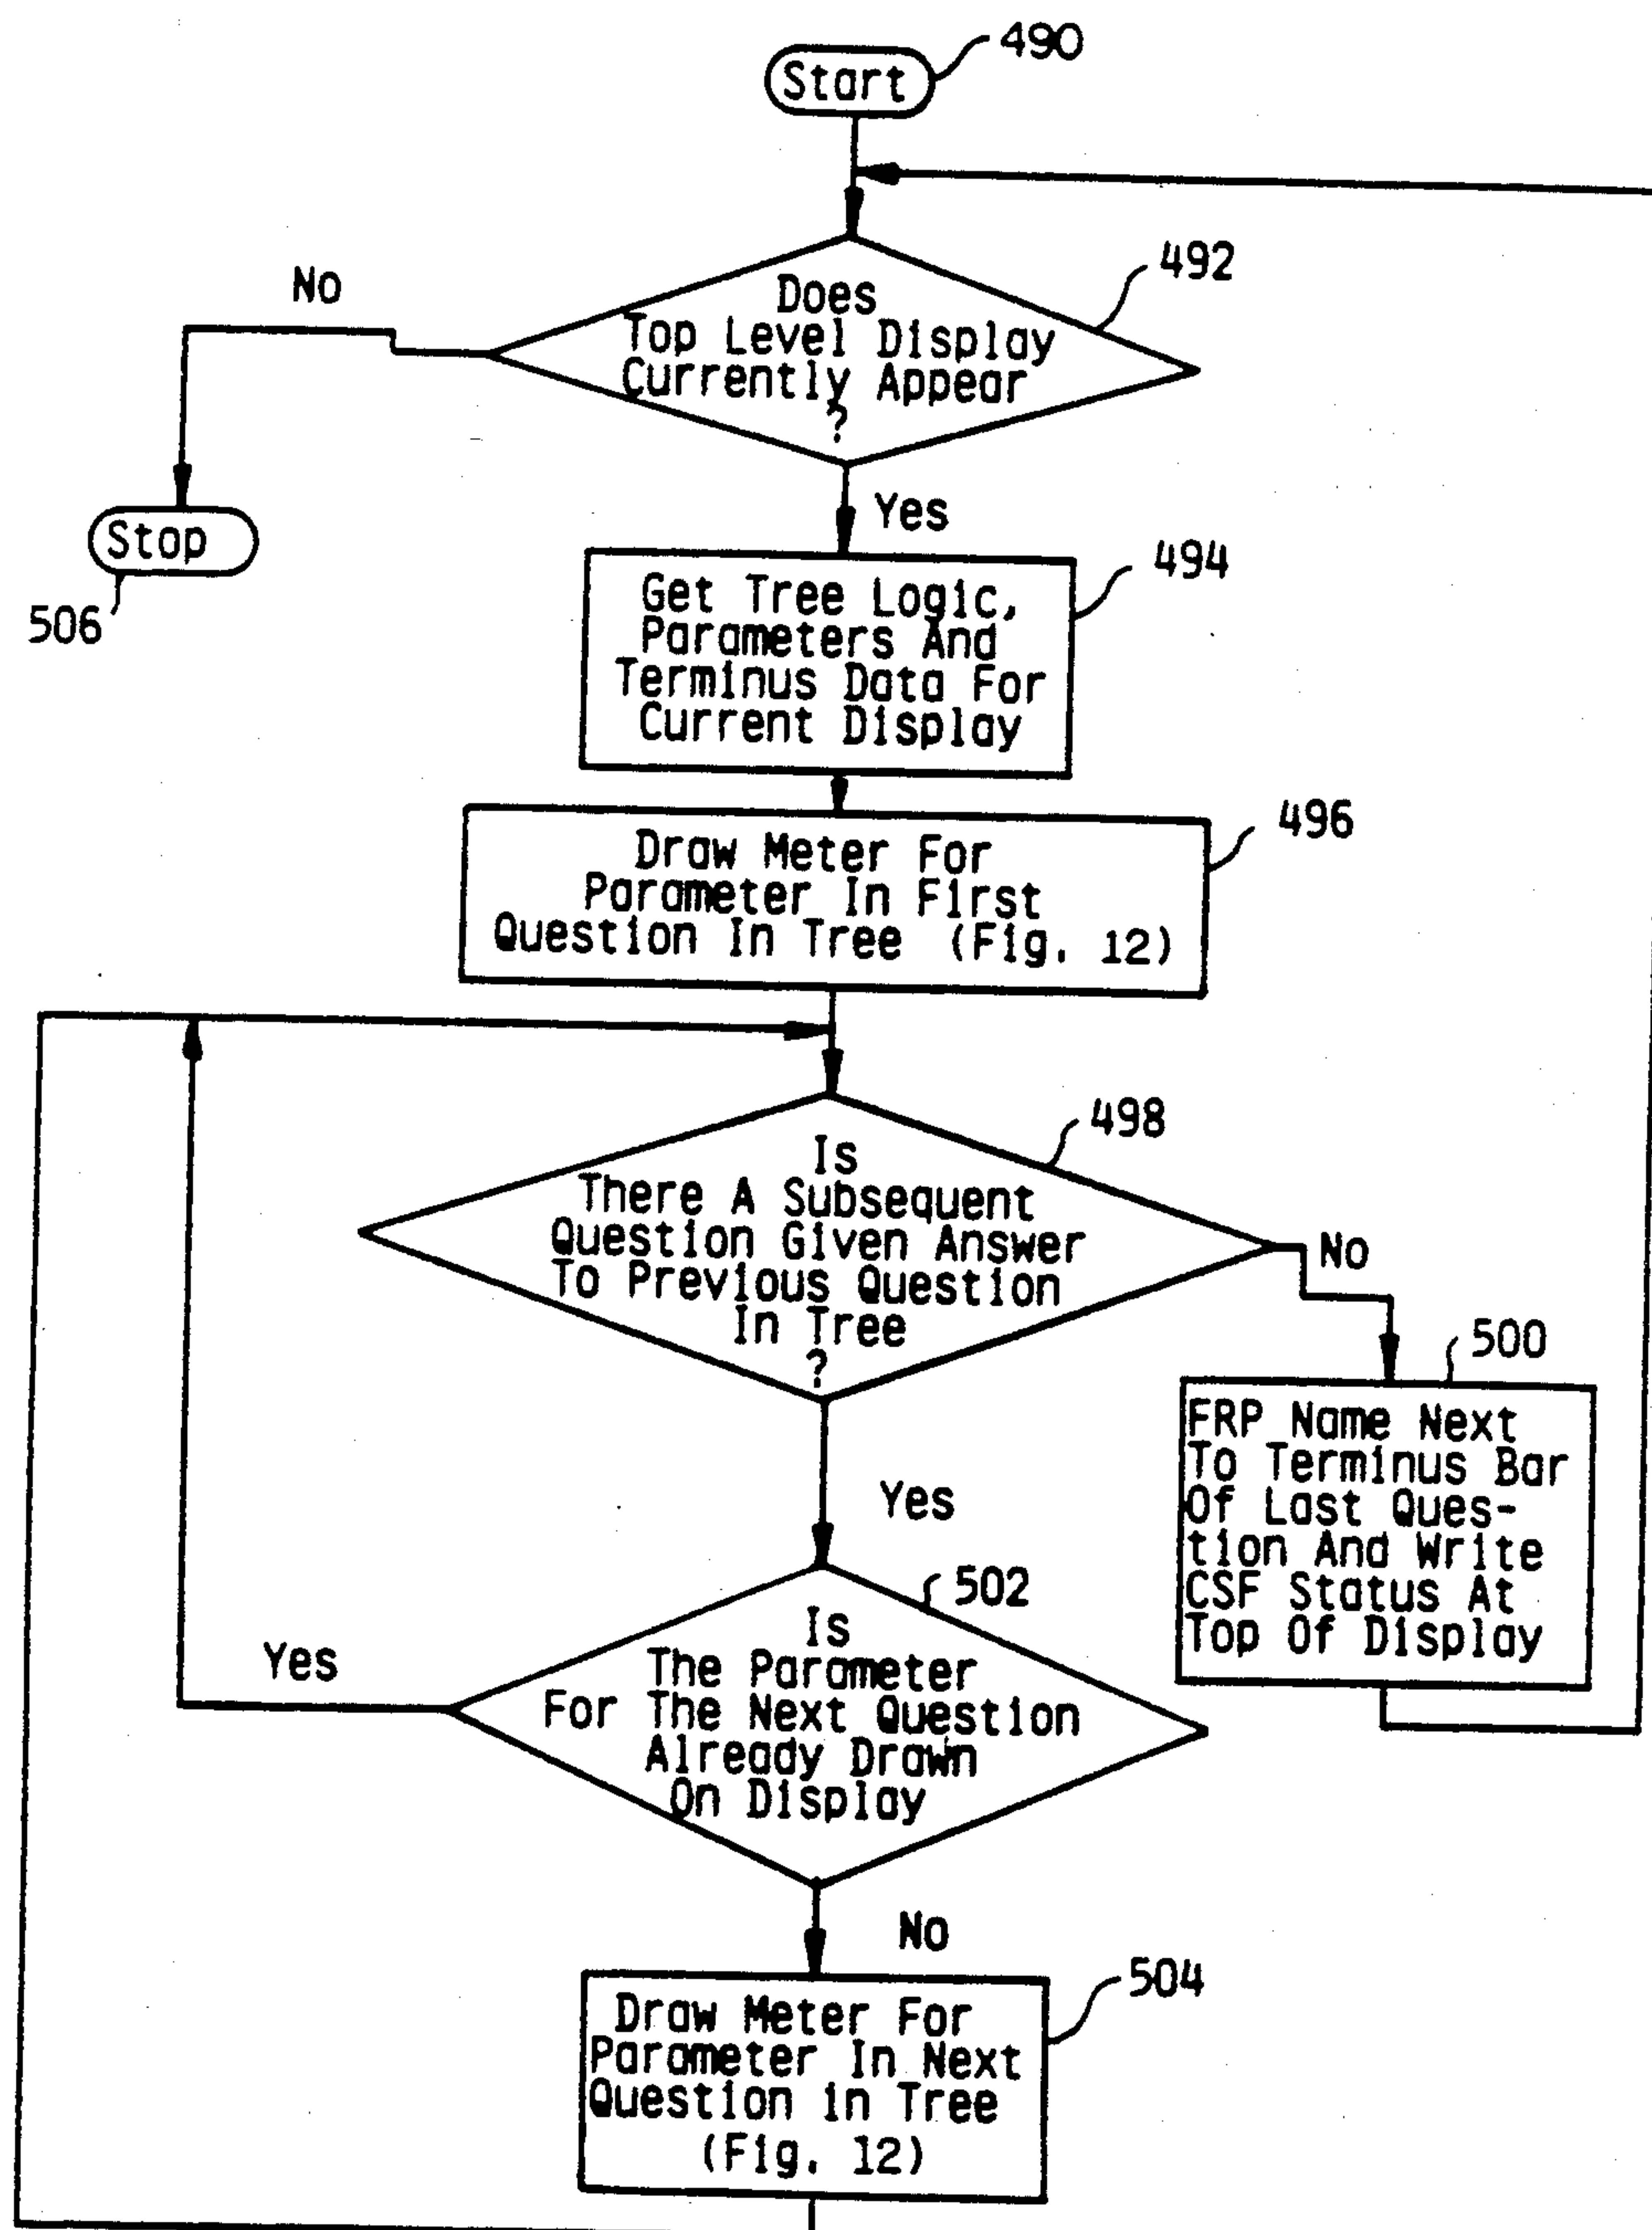 Start
490
Does
Top Level Display
Currently Appear
?
492
No
Yes
Stop
506
Get Tree Logic,
Parameters And
Terminus Data For
Current Display
494
Draw Meter For
Parameter In First
Question In Tree (Fig. 12)
496
Is
There A Subsequent
Question Given Answer
To Previous Question
In Tree
?
498
No
500
FRP Name Next
To Terminus Bar
Of Last Ques-
tion And Write
CSF Status At
Top Of Display
Yes
502
Is
The Parameter
For The Next Question
Already Drawn
On Display
Yes
No
504
Draw Meter For
Parameter In Next
Question in Tree
(Fig. 12)